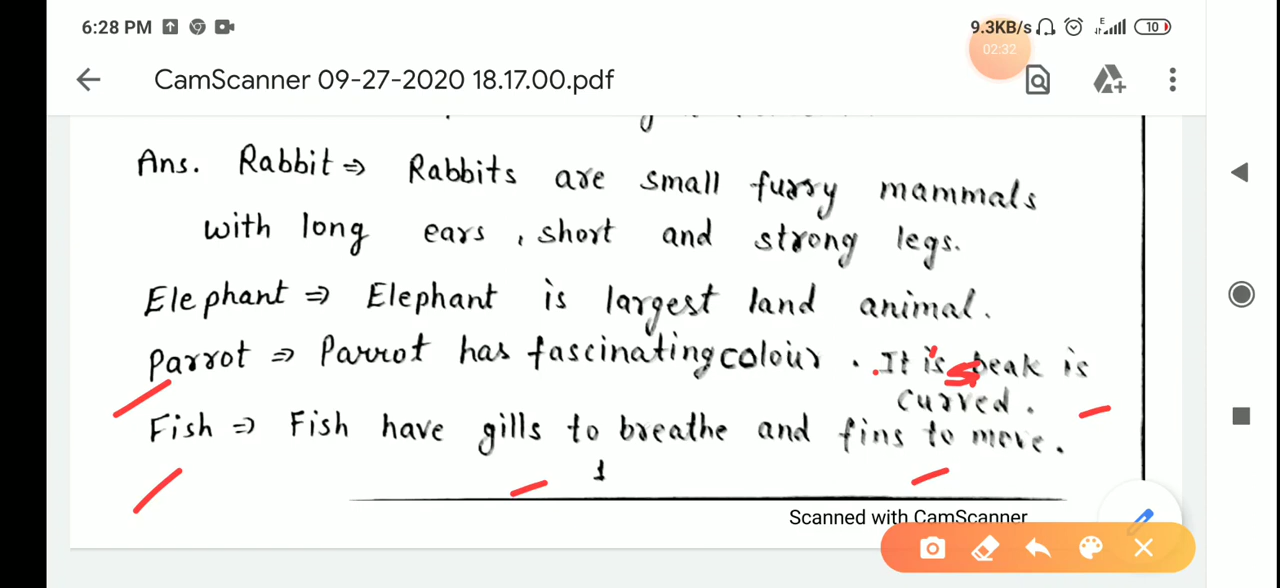 6:28 PM
9.3KB/s
E
10
02:32
CamScanner 09-27-2020 18.17.00.pdf
Ans. Rabbit ⇒ Rabbits are small furry mammals
with long ears , short and strong legs.
Elephant ⇒ Elephant is largest land animal.
Parrot ⇒ Parrot has fascinating colour . It is beak is
curved .
Fish ⇒ Fish have gills to breathe and fins to move .
1
Scanned with CamScanner